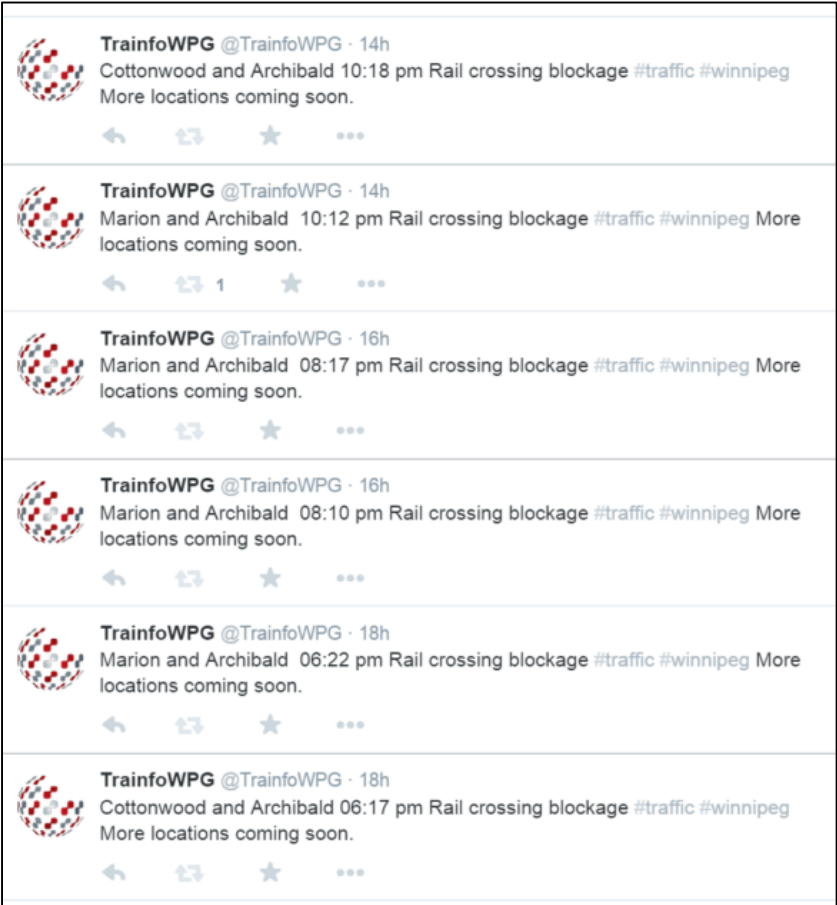 TrainfoWPG @TrainfoWPG · 14h
Cottonwood and Archibald 10:18 pm Rail crossing blockage #traffic #winnipeg
More locations coming soon.
TrainfoWPG @TrainfoWPG · 14h
Marion and Archibald  10:12 pm Rail crossing blockage #traffic #winnipeg More
locations coming soon.
1
TrainfoWPG @TrainfoWPG · 16h
Marion and Archibald  08:17 pm Rail crossing blockage #traffic #winnipeg More
locations coming soon.
TrainfoWPG @TrainfoWPG · 16h
Marion and Archibald  08:10 pm Rail crossing blockage #traffic #winnipeg More
locations coming soon.
TrainfoWPG @TrainfoWPG · 18h
Marion and Archibald  06:22 pm Rail crossing blockage #traffic #winnipeg More
locations coming soon.
TrainfoWPG @TrainfoWPG · 18h
Cottonwood and Archibald 06:17 pm Rail crossing blockage #traffic #winnipeg
More locations coming soon.